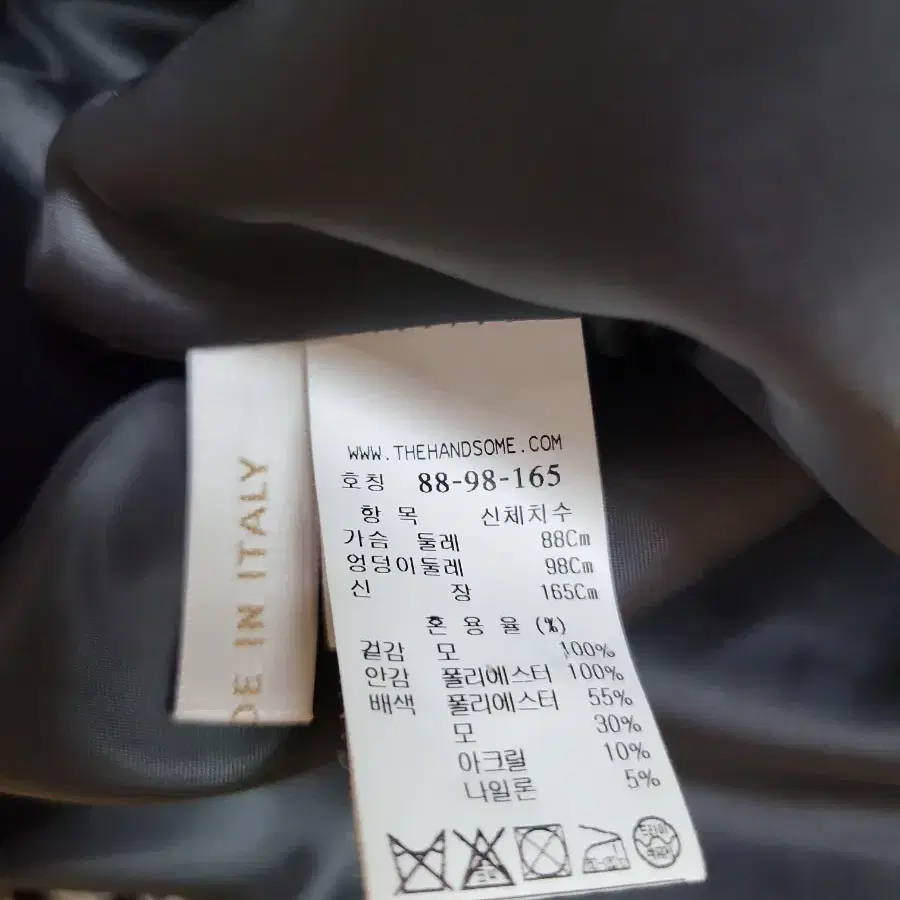 DE IN ITALY
WWW.THEHANDSOME.COM
호칭 88-98-165
항 목 신체치수
가슴 둘레 88Cm
엉덩이둘레 98Cm
신 장 165Cm
혼 용 율 (%)
겉감 모 100%
안감 폴리에스터 100%
배색 폴리에스터 55%
모 30%
아크릴 10%
나일론 5%
드라이